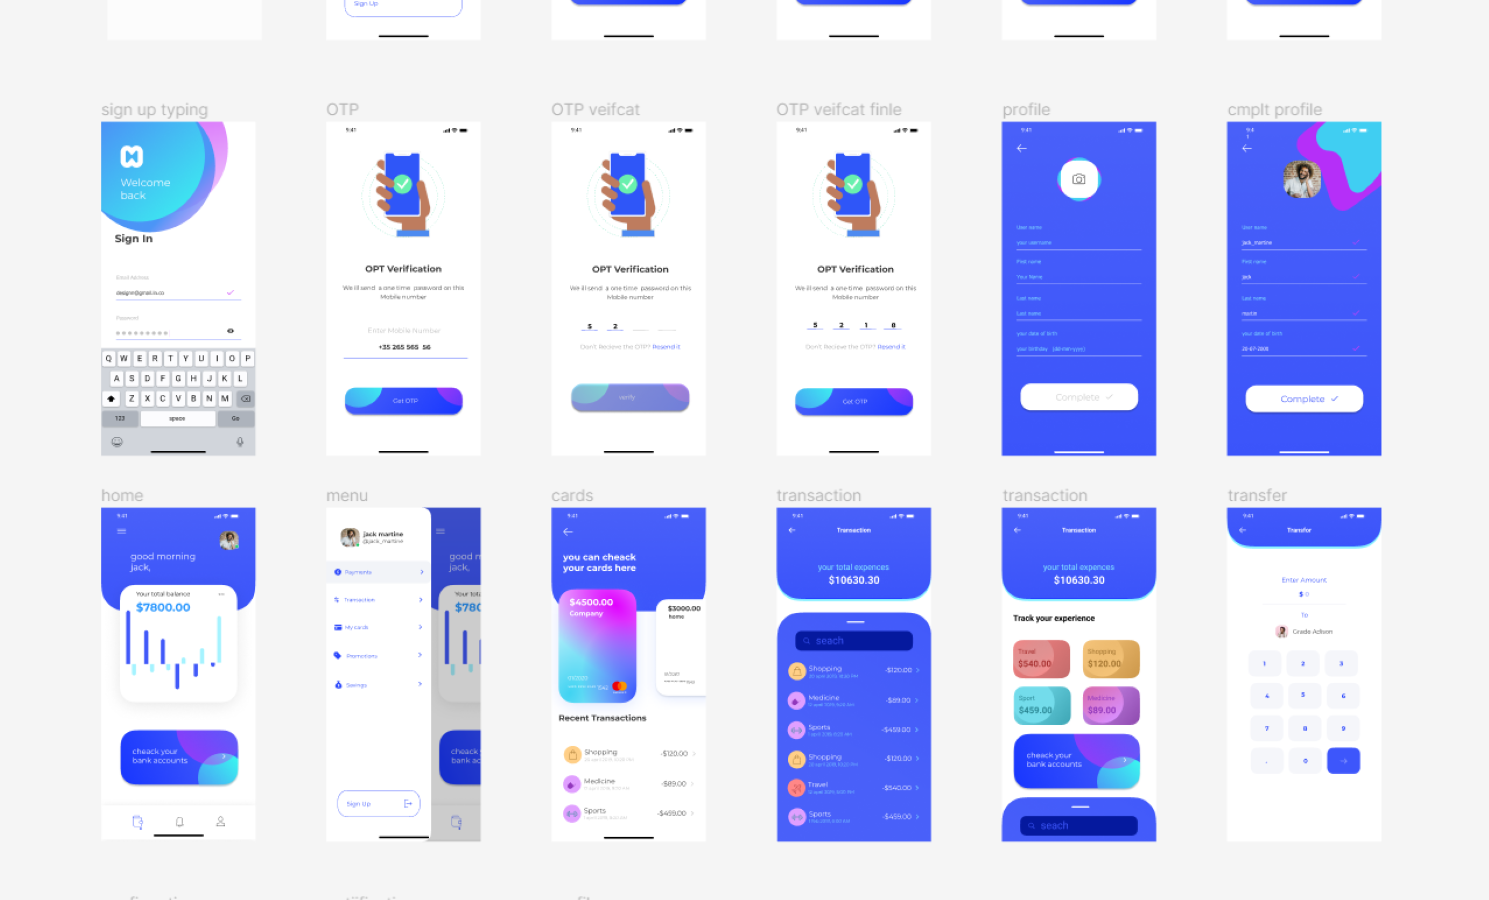 Sign Up
sign up typing
OTP
OTP veifcat
OTP veifcat finle
profile
cmplt profile
Welcome
back
Sign In
Email Address
designer@gmail.co.co
Password
Q W E R T Y U I O P
A S D F G H J K L
Z X C V B N M
123 space Go
9:41
OPT Verification
We ill send a one time password on this
Mobile number
Enter Mobile Number
+35 265 565 56
Get OTP
9:41
OPT Verification
We ill send a one time password on this
Mobile number
5 2
Don't Recieve the OTP? Resend it
verify
9:41
OPT Verification
We ill send a one time password on this
Mobile number
5 2 1 8
Don't Recieve the OTP? Resend it
Get OTP
9:41
User name
your username
First name
Your Name
Last name
Last name
your date of birth
your birthday (dd-mm-yyyy)
Complete
9:4
1
User name
jack_martine
First name
jack
Last name
martin
your date of birth
20-07-2000
Complete
home
menu
cards
transaction
transaction
transfer
9:41
good morning
jack,
Your total balance
$7800.00
cheack your
bank accounts
jack martine
@jack_martine
Payments
Transaction
My cards
Promotions
Savings
Sign Up
good m
jack,
Your tota
$780
cheack
bank ac
9:41
you can cheack
your cards here
$4500.00
Company
$3000.00
home
Recent Transactions
Shopping
-$120.00
Medicine
-$89.00
Sports
-$459.00
9:41
Transaction
your total expences
$10630.30
seach
Shopping
-$120.00
Medicine
-$89.00
Sports
-$459.00
Shopping
-$120.00
Travel
-$540.00
Sports
-$459.00
9:41
Transaction
your total expences
$10630.30
Track your experience
Travel
$540.00
Shopping
$120.00
Sport
$459.00
Medicine
$89.00
cheack your
bank accounts
seach
9:41
Transfor
Enter Amount
$ 0
To
Grade Adison
1 2 3
4 5 6
7 8 9
. 0